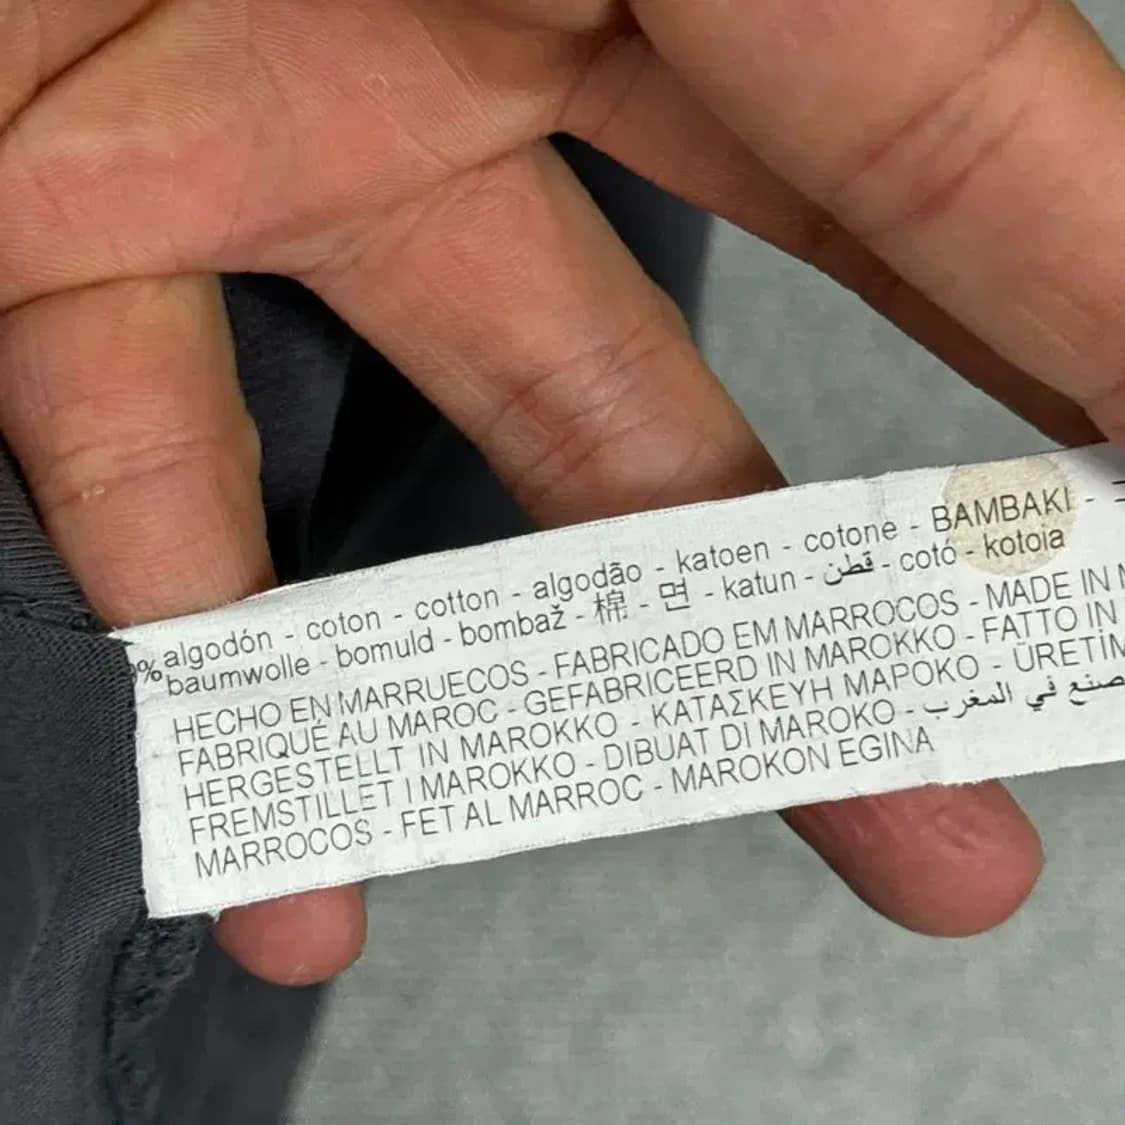 % algodón - coton - cotton - algodão - katoen - cotone - BAMBAKI -
baumwolle - bomuld - bombaž - 棉 - 면 - katun - قطن - cotó - kotoia
HECHO EN MARRUECOS - FABRICADO EM MARROCOS - MADE IN
FABRIQUÉ AU MAROC - GEFABRICEERD IN MAROKKO - FATTO IN
HERGESTELLT IN MAROKKO - ΚΑΤΑΣΚΕΥΗ ΜΑΡΟΚΟ - ÜRETİM
FREMSTILLET I MAROKKO - DIBUAT DI MAROKO - صنع في المغرب
MARROCOS - FET AL MARROC - MAROKON EGINA